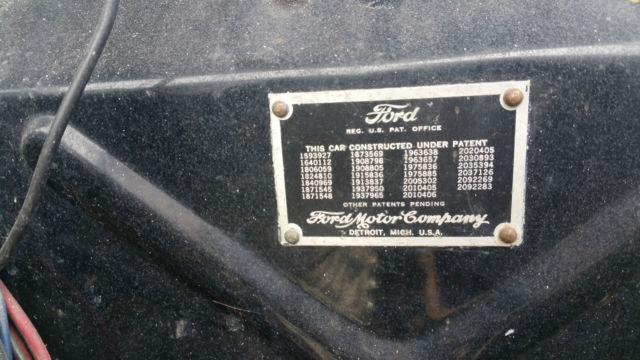 Ford
REG. U.S. PAT. OFFICE
THIS CAR CONSTRUCTED UNDER PATENT
1593927 1873569 1963638 2020405
1640112 1908798 1963657 2030893
1806059 1908805 1975836 2035394
1824810 1915836 1975885 2037126
1840969 1931313 2005302 2092269
1871545 1937950 2010405 2092283
1871548 1937965 2010406
OTHER PATENTS PENDING
Ford Motor Company
DETROIT, MICH. U.S.A.